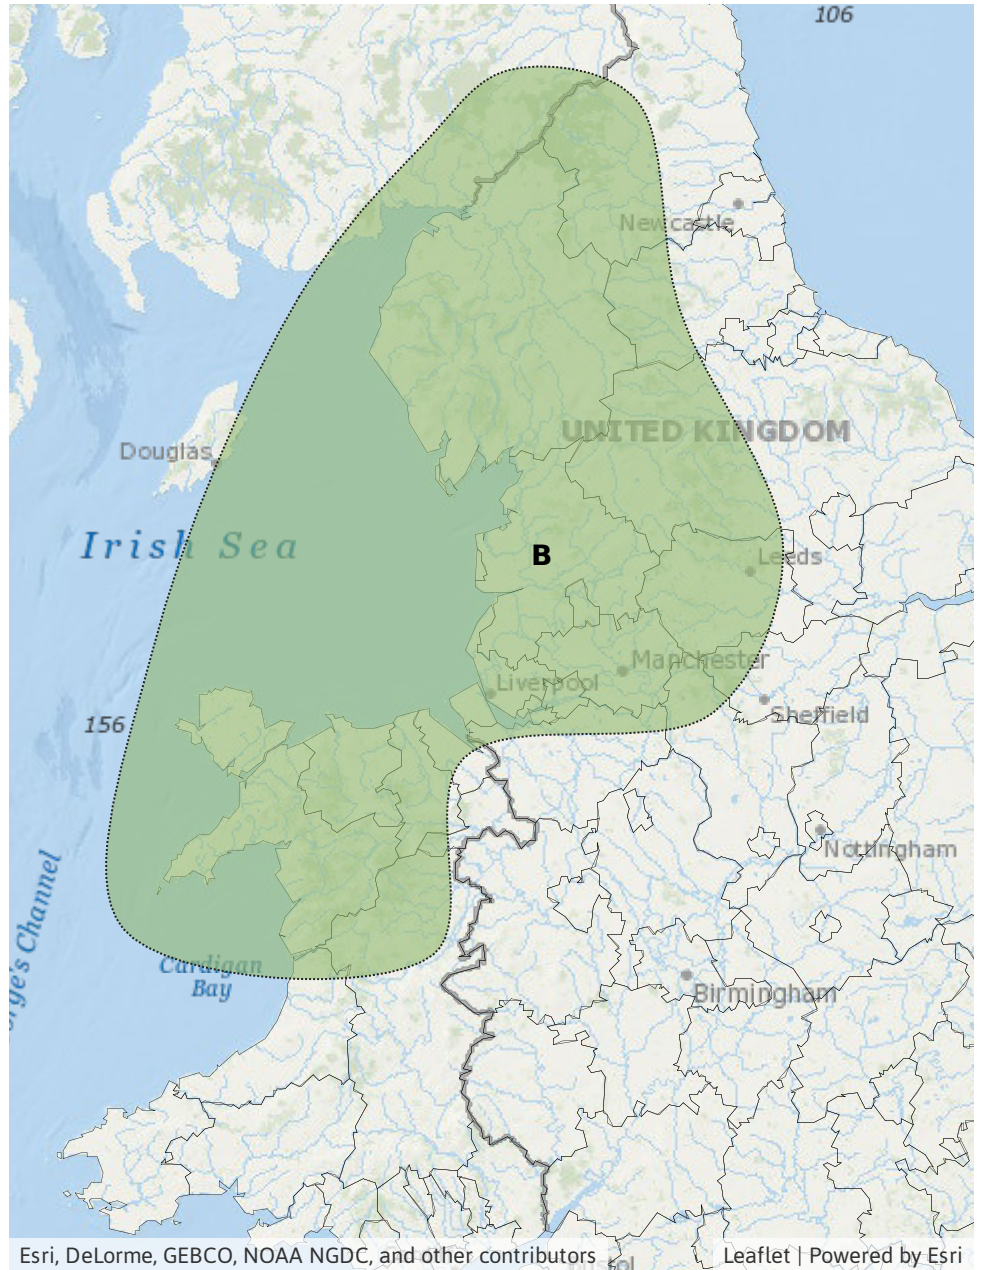 106
Newcastle
UNITED KINGDOM
Douglas
Irish Sea
B
Leeds
Manchester
Liverpool
156
Sheffield
Nottingham
Channel
Cardigan
Bay
Birmingham
Esri, DeLorme, GEBCO, NOAA NGDC, and other contributors
Leaflet | Powered by Esri